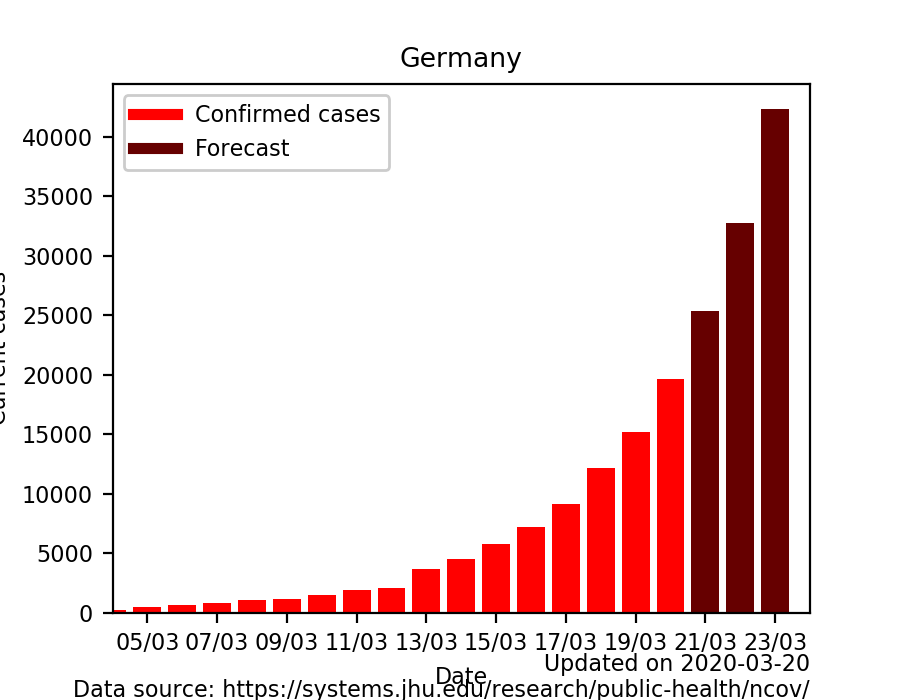 Germany
Confirmed cases
Forecast
40000
35000
30000
25000
20000
15000
10000
5000
0
05/03 07/03 09/03 11/03 13/03 15/03 17/03 19/03 21/03 23/03
Updated on 2020-03-20
Date
Data source: https://systems.jhu.edu/research/public-health/ncov/